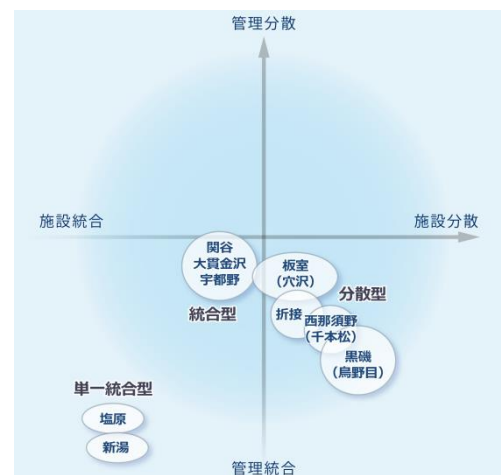 管理分散
施設統合
施設分散
関谷
大貫金沢
宇都野
統合型
板室
(穴沢)
分散型
折接
西那須野
(千本松)
黒磯
(鳥野目)
単一統合型
塩原
新湯
管理統合